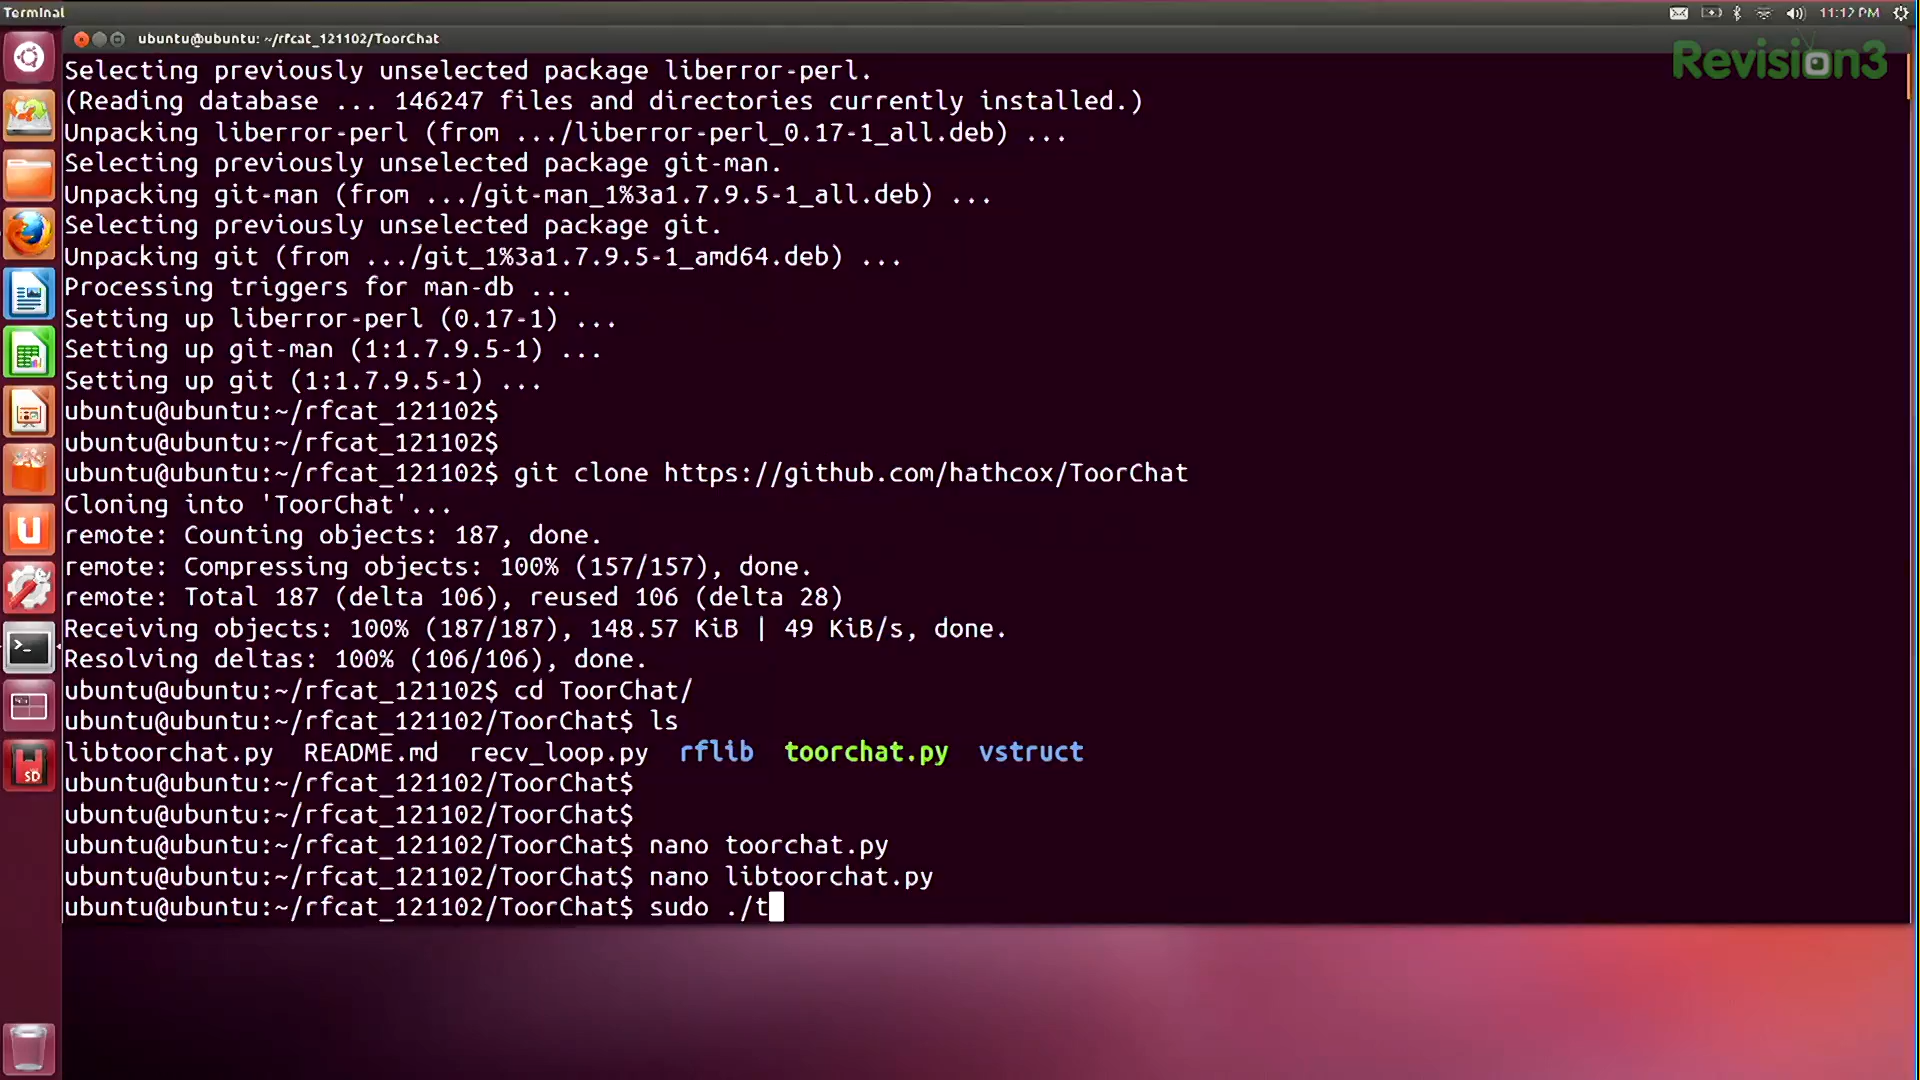 Terminal
11:12 PM
ubuntu@ubuntu: ~/rfcat_121102/ToorChat
Revision3
Selecting previously unselected package liberror-perl.
(Reading database ... 146247 files and directories currently installed.)
Unpacking liberror-perl (from .../liberror-perl_0.17-1_all.deb) ...
Selecting previously unselected package git-man.
Unpacking git-man (from .../git-man_1%3a1.7.9.5-1_all.deb) ...
Selecting previously unselected package git.
Unpacking git (from .../git_1%3a1.7.9.5-1_amd64.deb) ...
Processing triggers for man-db ...
Setting up liberror-perl (0.17-1) ...
Setting up git-man (1:1.7.9.5-1) ...
Setting up git (1:1.7.9.5-1) ...
ubuntu@ubuntu:~/rfcat_121102$
ubuntu@ubuntu:~/rfcat_121102$
ubuntu@ubuntu:~/rfcat_121102$ git clone https://github.com/hathcox/ToorChat
Cloning into 'ToorChat'...
remote: Counting objects: 187, done.
remote: Compressing objects: 100% (157/157), done.
remote: Total 187 (delta 106), reused 106 (delta 28)
Receiving objects: 100% (187/187), 148.57 KiB | 49 KiB/s, done.
Resolving deltas: 100% (106/106), done.
ubuntu@ubuntu:~/rfcat_121102$ cd ToorChat/
ubuntu@ubuntu:~/rfcat_121102/ToorChat$ ls
libtoorchat.py  README.md  recv_loop.py  rflib  toorchat.py  vstruct
ubuntu@ubuntu:~/rfcat_121102/ToorChat$
ubuntu@ubuntu:~/rfcat_121102/ToorChat$
ubuntu@ubuntu:~/rfcat_121102/ToorChat$ nano toorchat.py
ubuntu@ubuntu:~/rfcat_121102/ToorChat$ nano libtoorchat.py
ubuntu@ubuntu:~/rfcat_121102/ToorChat$ sudo ./t
SD